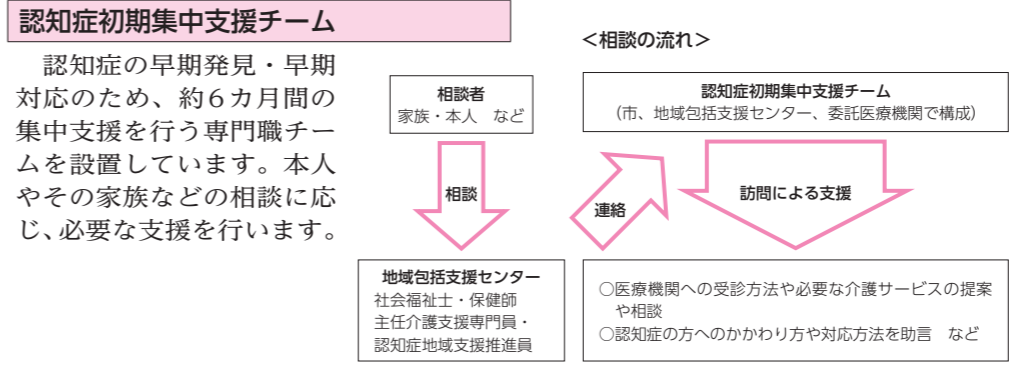 認知症初期集中支援チーム
　認知症の早期発見・早期
対応のため、約6カ月間の
集中支援を行う専門職チー
ムを設置しています。本人
やその家族などの相談に応
じ、必要な支援を行います。
＜相談の流れ＞
相談者
家族・本人　など
相談
地域包括支援センター
社会福祉士・保健師
主任介護支援専門員・
認知症地域支援推進員
連絡
認知症初期集中支援チーム
（市、地域包括支援センター、委託医療機関で構成）
訪問による支援
○医療機関への受診方法や必要な介護サービスの提案
や相談
○認知症の方へのかかわり方や対応方法を助言　など